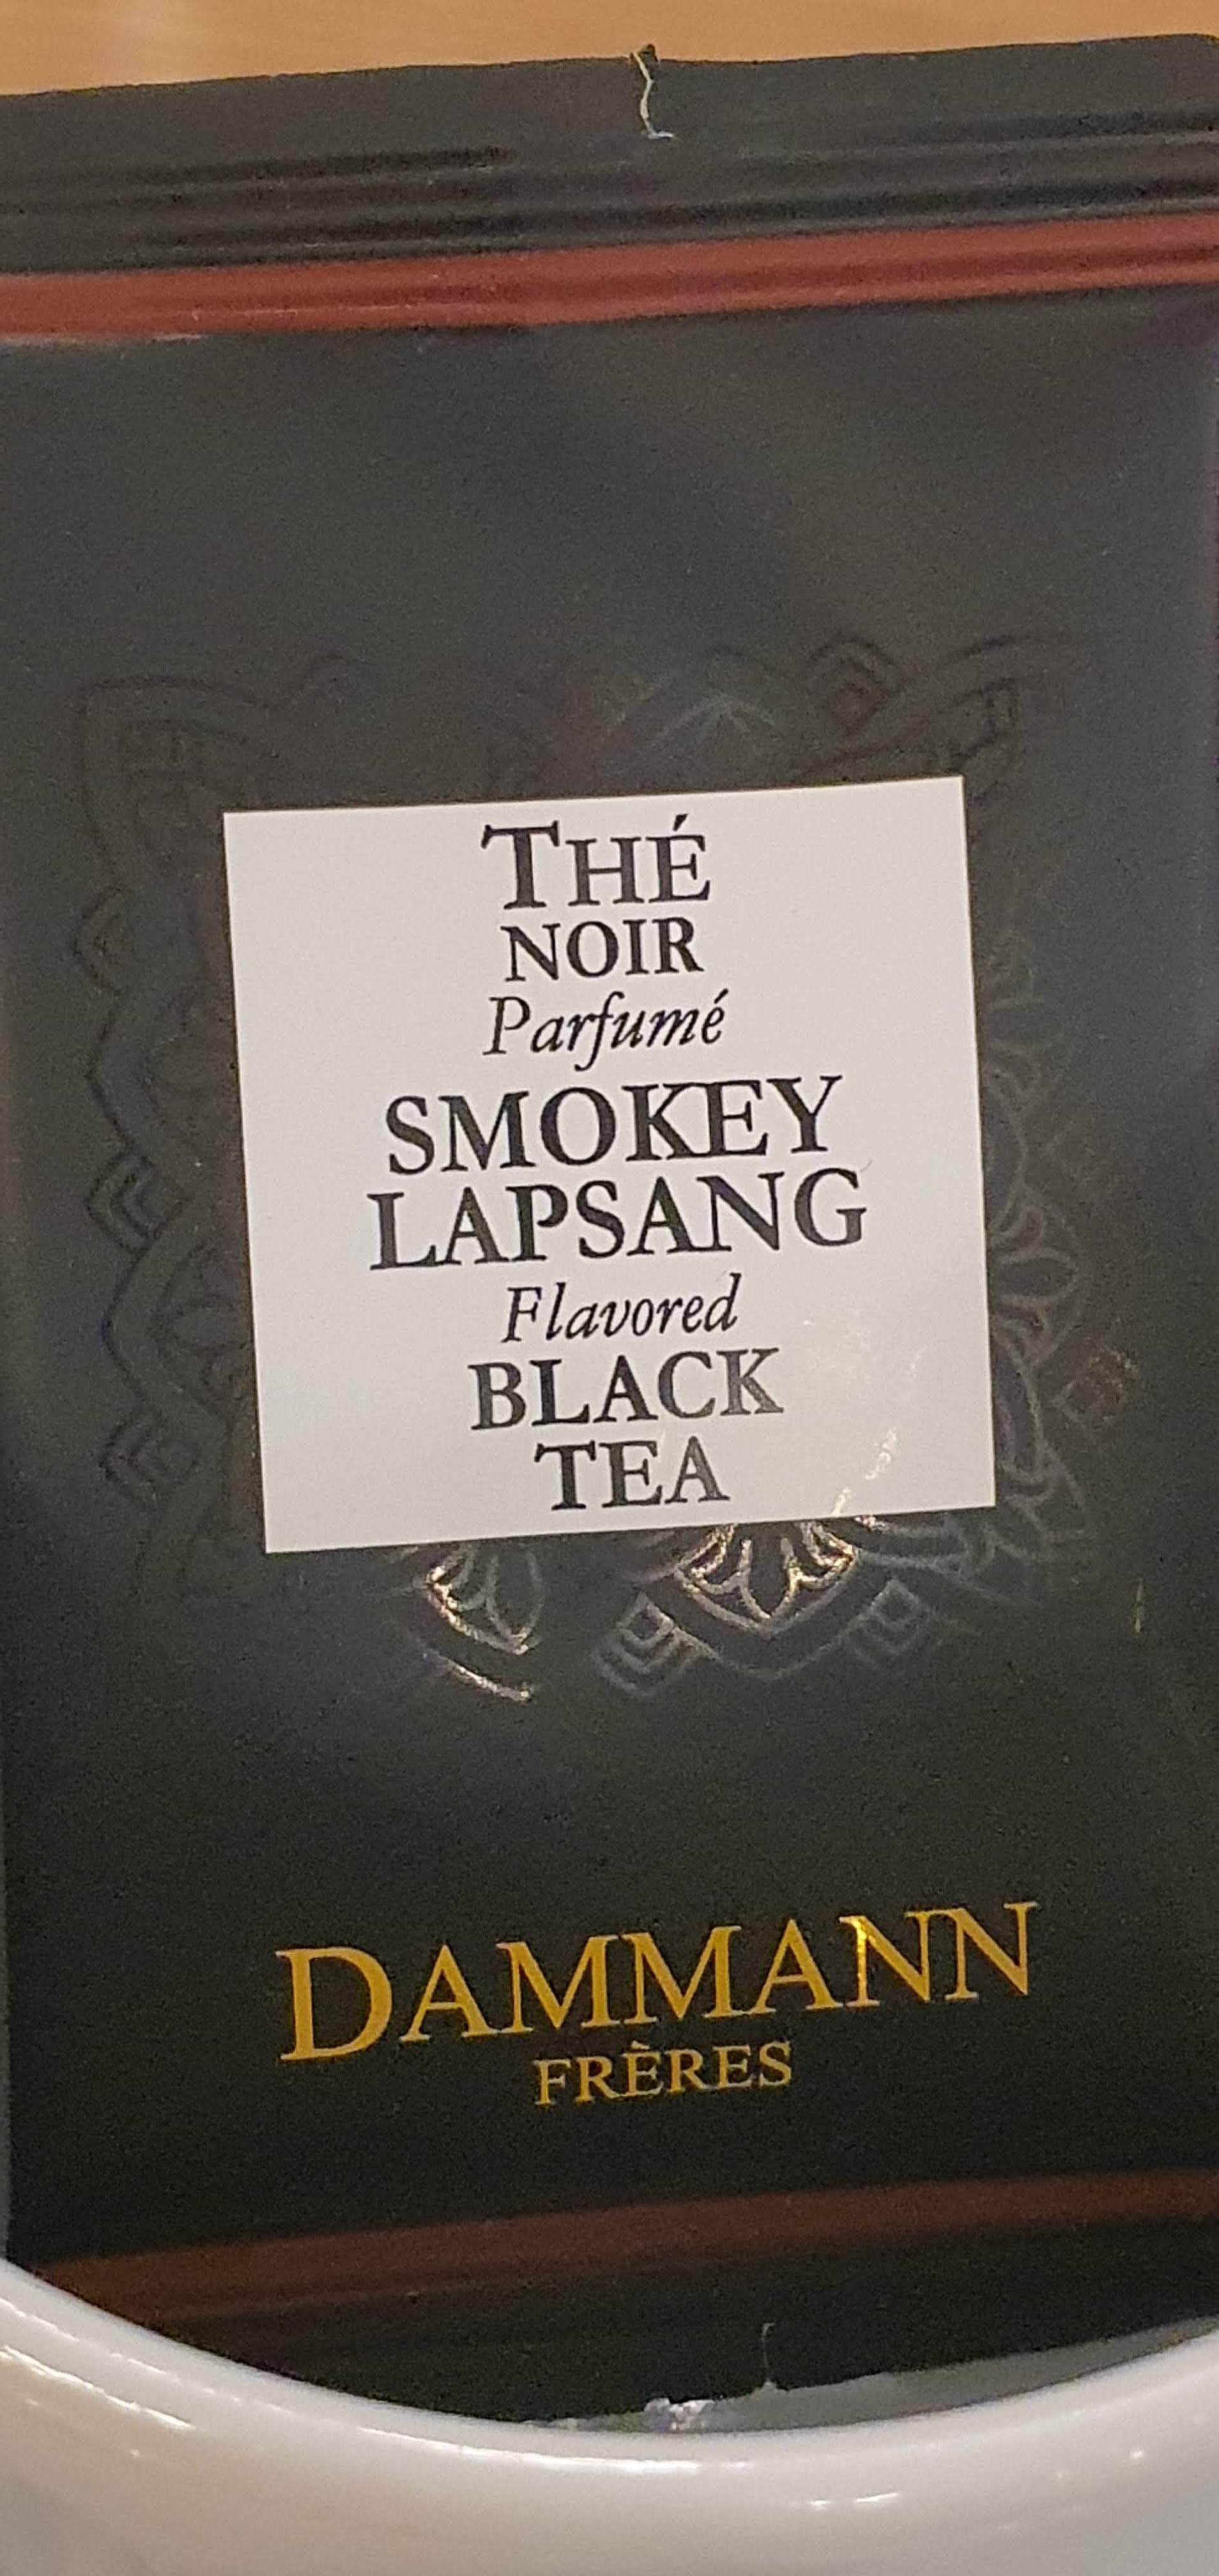 THÉ
NOIR
Parfumé
SMOKEY
LAPSANG
Flavored
BLACK
TEA
DAMMANN
FRÈRES